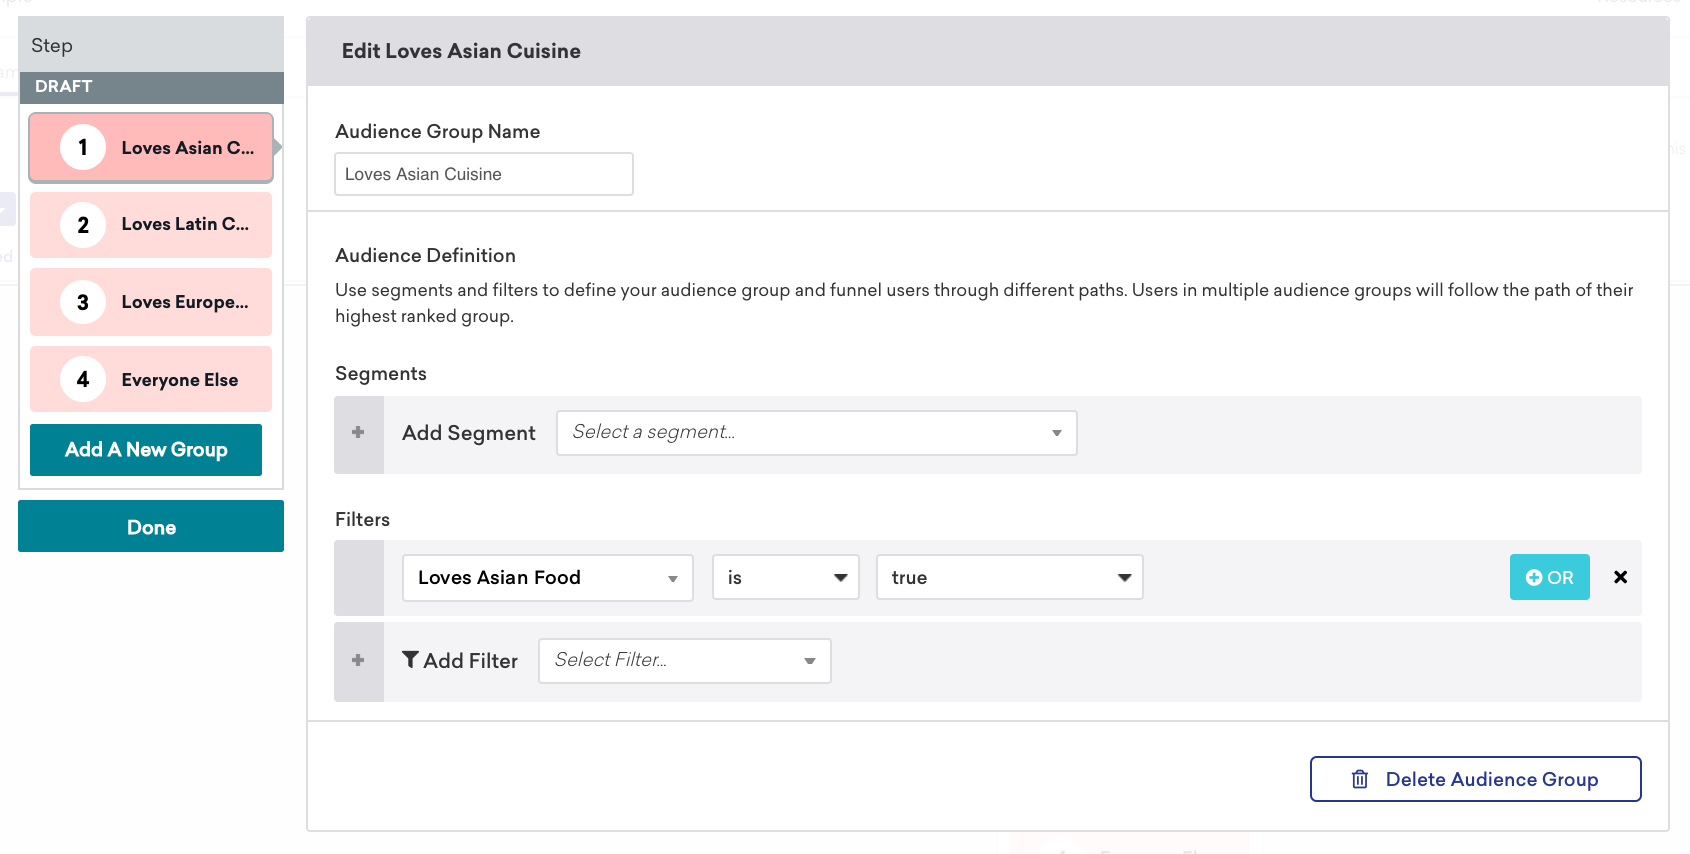 Step
DRAFT
1 Loves Asian C...
2 Loves Latin C...
3 Loves Europe...
4 Everyone Else
Add A New Group
Done
Edit Loves Asian Cuisine
Audience Group Name
Loves Asian Cuisine
Audience Definition
Use segments and filters to define your audience group and funnel users through different paths. Users in multiple audience groups will follow the path of their
highest ranked group.
Segments
+ Add Segment Select a segment...
Filters
Loves Asian Food is true OR
+ Add Filter Select Filter...
Delete Audience Group